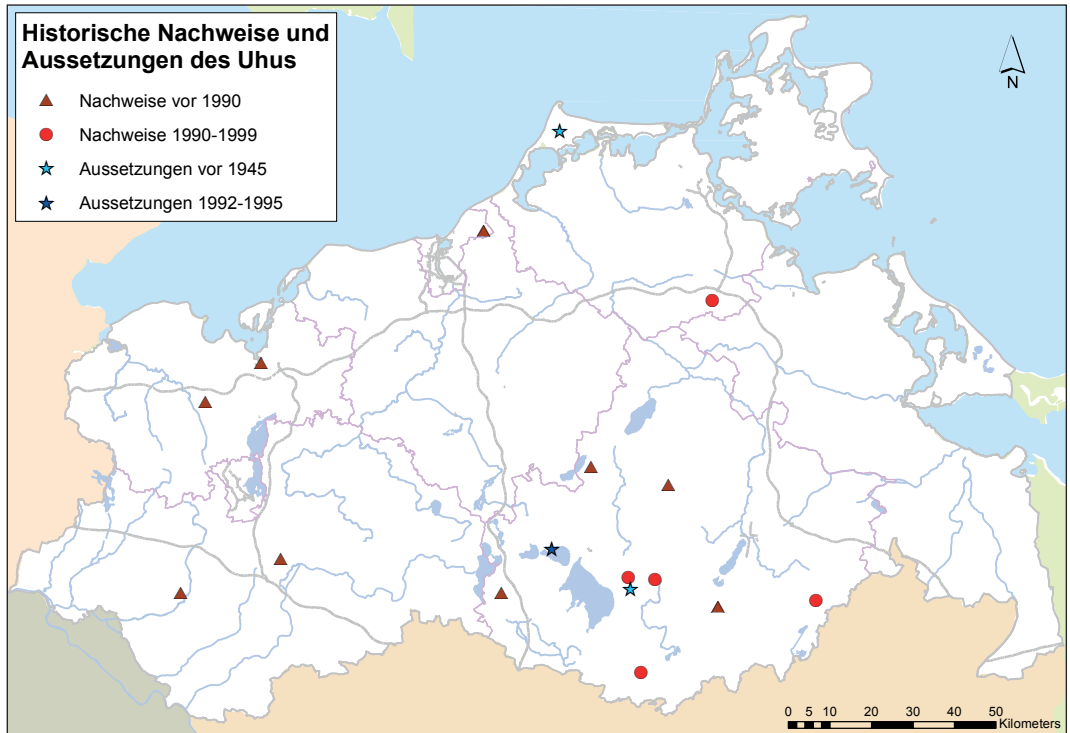 Historische Nachweise und
Aussetzungen des Uhus
Nachweise vor 1990
Nachweise 1990-1999
Aussetzungen vor 1945
Aussetzungen 1992-1995
N
0 5 10 20 30 40 50
Kilometers